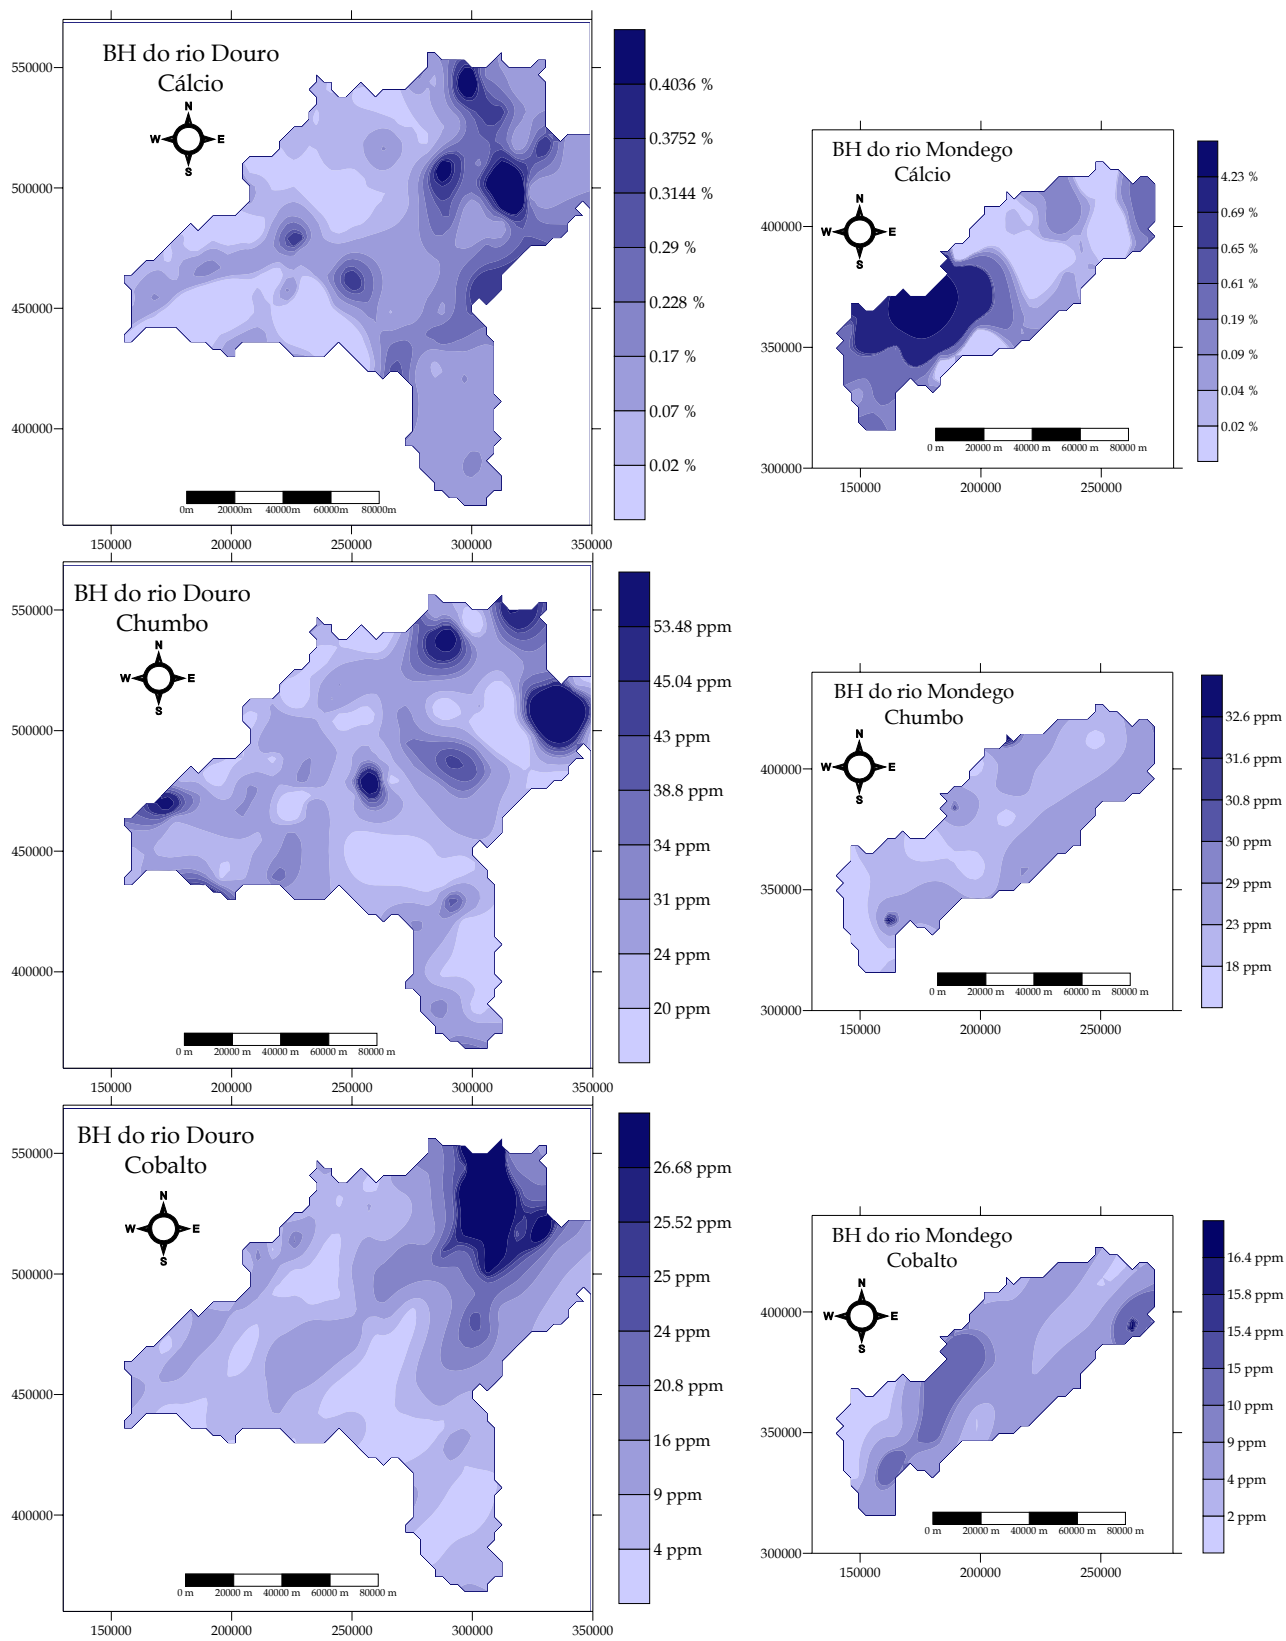 BH do rio Douro
Cálcio
N
W E
S
550000
500000
450000
400000
0m 20000m 40000m 60000m 80000m
150000 200000 250000 300000 350000
0.4036 %
0.3752 %
0.3144 %
0.29 %
0.228 %
0.17 %
0.07 %
0.02 %
BH do rio Mondego
Cálcio
N
W E
S
400000
350000
300000
0 m 20000 m 40000 m 60000 m 80000 m
150000 200000 250000
4.23 %
0.69 %
0.65 %
0.61 %
0.19 %
0.09 %
0.04 %
0.02 %
BH do rio Douro
Chumbo
N
W E
S
550000
500000
450000
400000
0 m 20000 m 40000 m 60000 m 80000 m
150000 200000 250000 300000 350000
53.48 ppm
45.04 ppm
43 ppm
38.8 ppm
34 ppm
31 ppm
24 ppm
20 ppm
BH do rio Mondego
Chumbo
N
W E
S
400000
350000
300000
0 m 20000 m 40000 m 60000 m 80000 m
150000 200000 250000
32.6 ppm
31.6 ppm
30.8 ppm
30 ppm
29 ppm
23 ppm
18 ppm
BH do rio Douro
Cobalto
N
W E
S
550000
500000
450000
400000
0 m 20000 m 40000 m 60000 m 80000 m
150000 200000 250000 300000 350000
26.68 ppm
25.52 ppm
25 ppm
24 ppm
20.8 ppm
16 ppm
9 ppm
4 ppm
BH do rio Mondego
Cobalto
N
W E
S
400000
350000
300000
0 m 20000 m 40000 m 60000 m 80000 m
150000 200000 250000
16.4 ppm
15.8 ppm
15.4 ppm
15 ppm
10 ppm
9 ppm
4 ppm
2 ppm